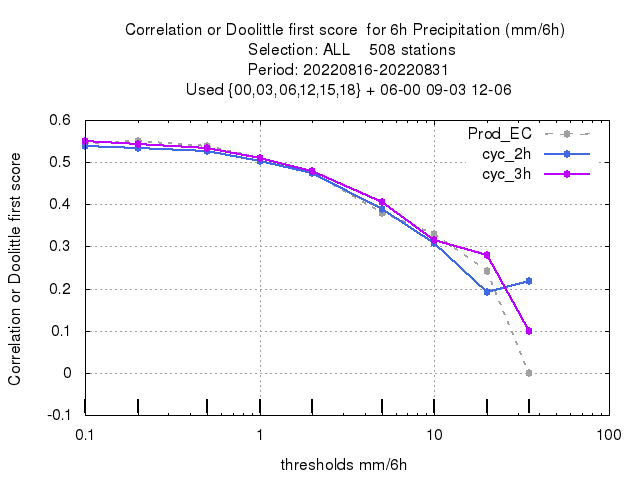 Correlation or Doolittle first score  for 6h Precipitation (mm/6h)
Selection: ALL    508 stations
Period: 20220816-20220831
Used {00,03,06,12,15,18} + 06-00 09-03 12-06
Prod_EC
cyc_2h
cyc_3h
Correlation or Doolittle first score
0.6
0.5
0.4
0.3
0.2
0.1
0
-0.1
0.1
1
10
100
thresholds mm/6h